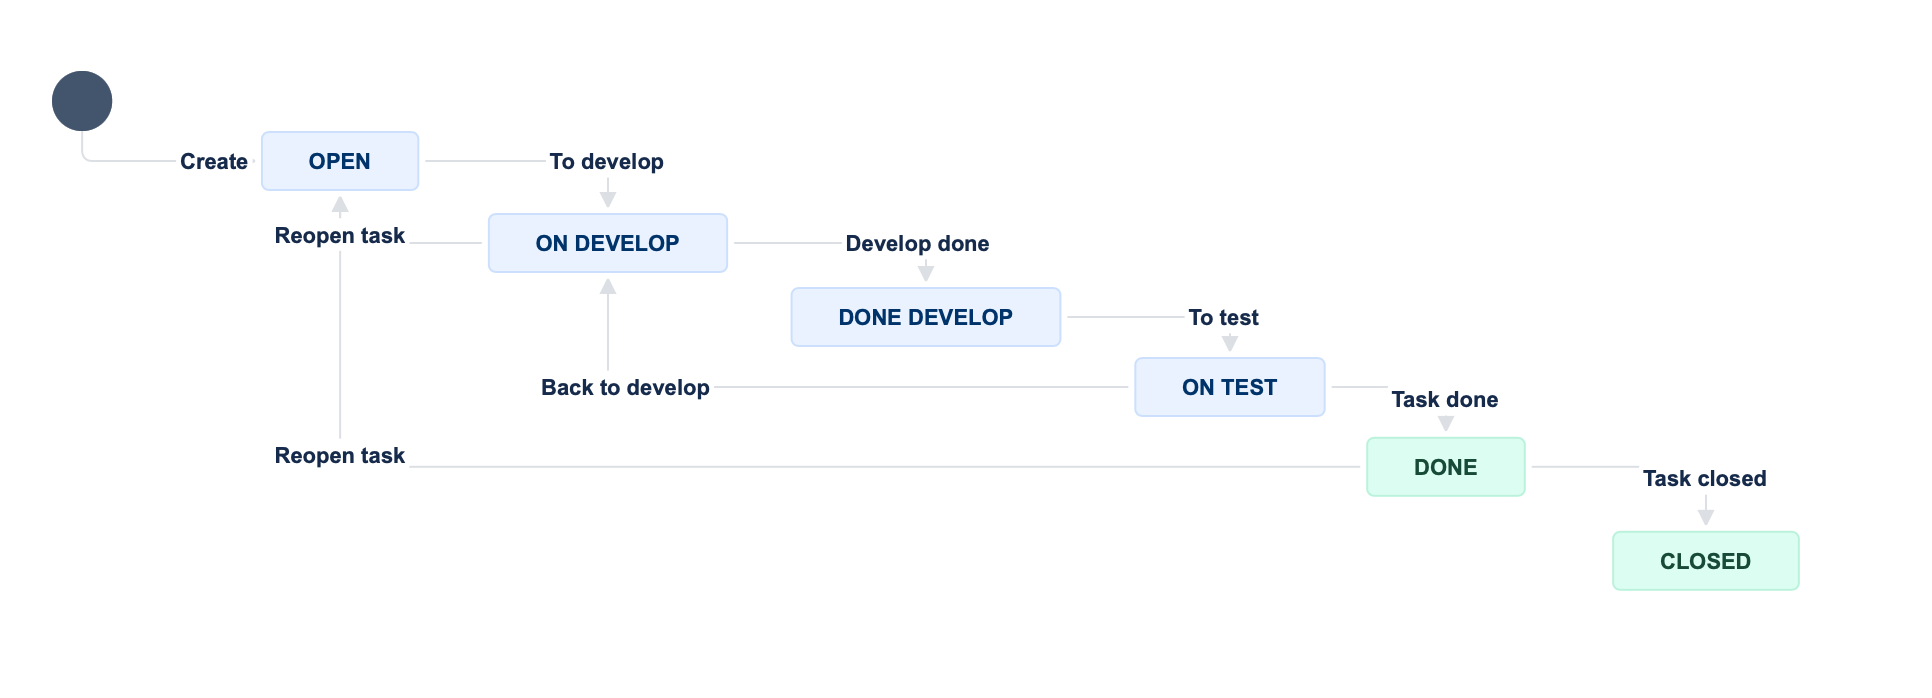 Create
OPEN
To develop
Reopen task
ON DEVELOP
Develop done
DONE DEVELOP
To test
Back to develop
ON TEST
Task done
Reopen task
DONE
Task closed
CLOSED